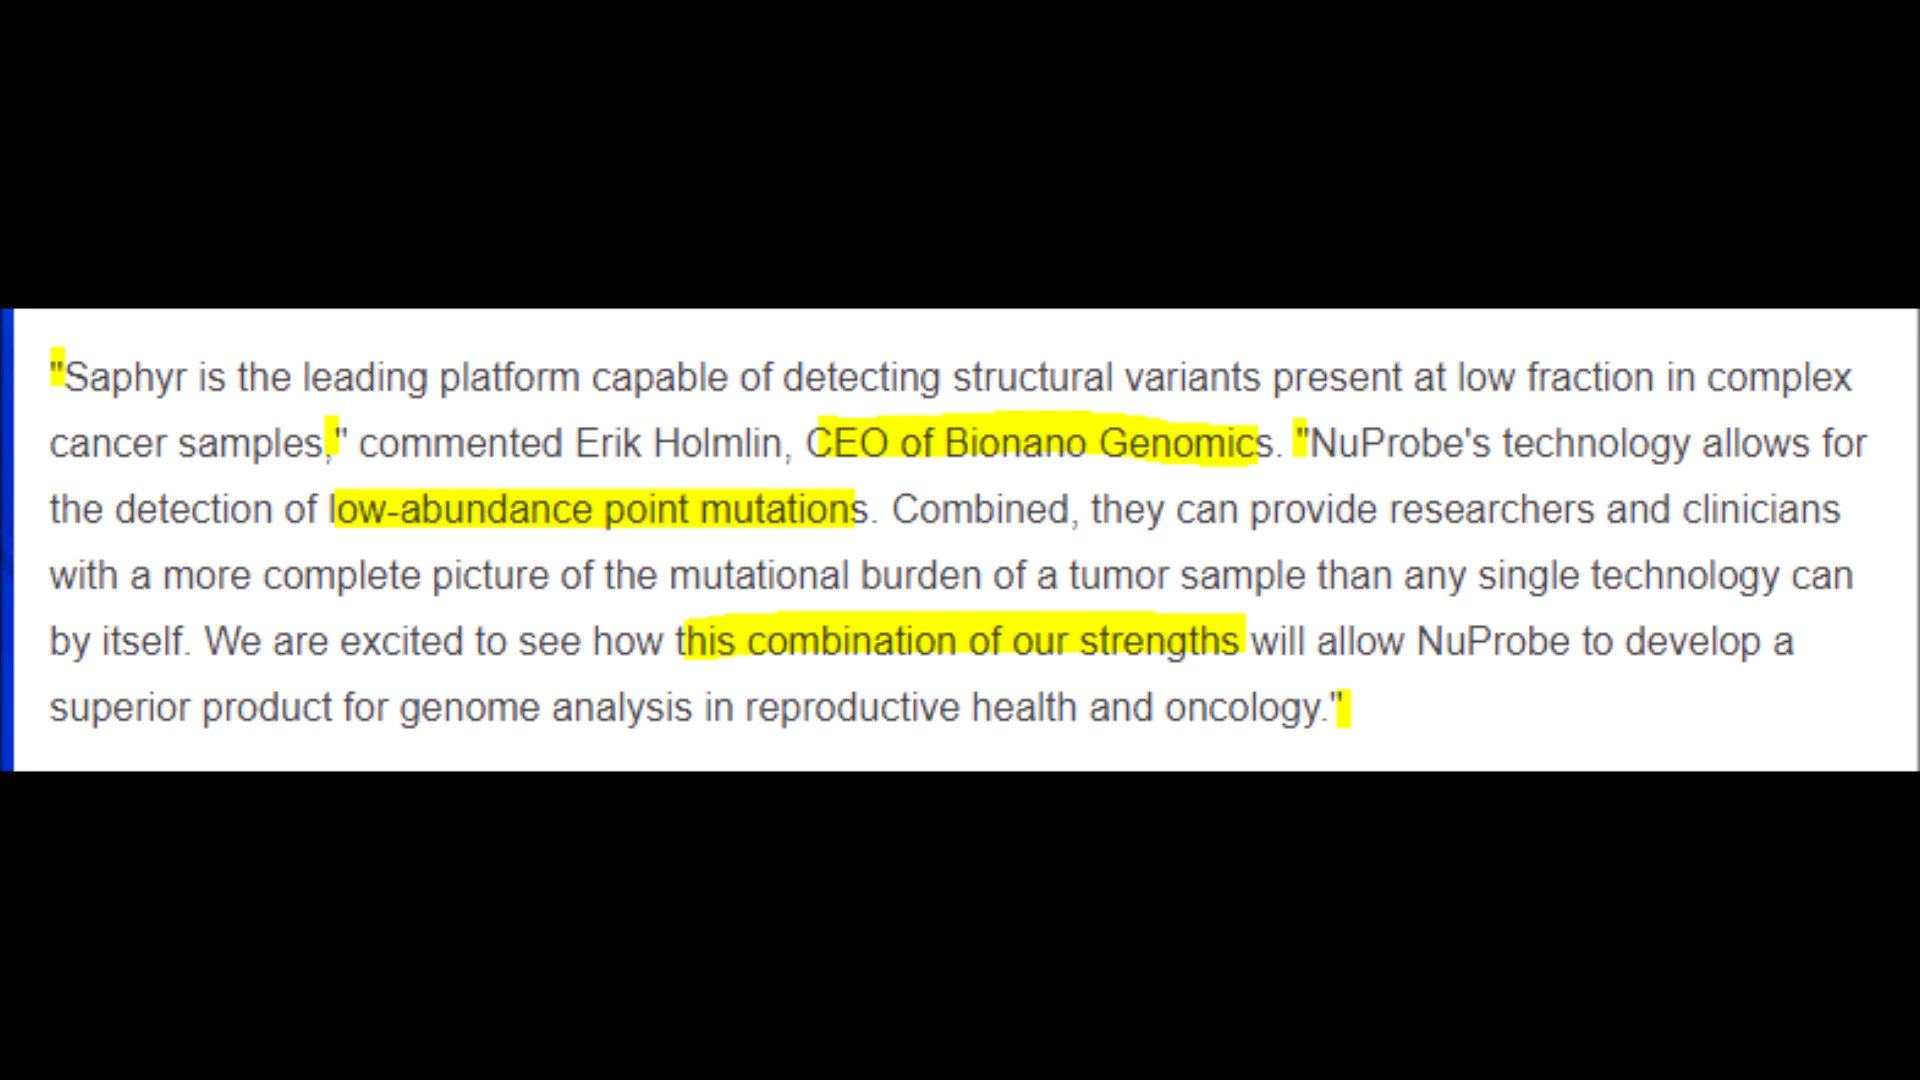 "Saphyr is the leading platform capable of detecting structural variants present at low fraction in complex
cancer samples," commented Erik Holmlin, CEO of Bionano Genomics. "NuProbe's technology allows for
the detection of low-abundance point mutations. Combined, they can provide researchers and clinicians
with a more complete picture of the mutational burden of a tumor sample than any single technology can
by itself. We are excited to see how this combination of our strengths will allow NuProbe to develop a
superior product for genome analysis in reproductive health and oncology."